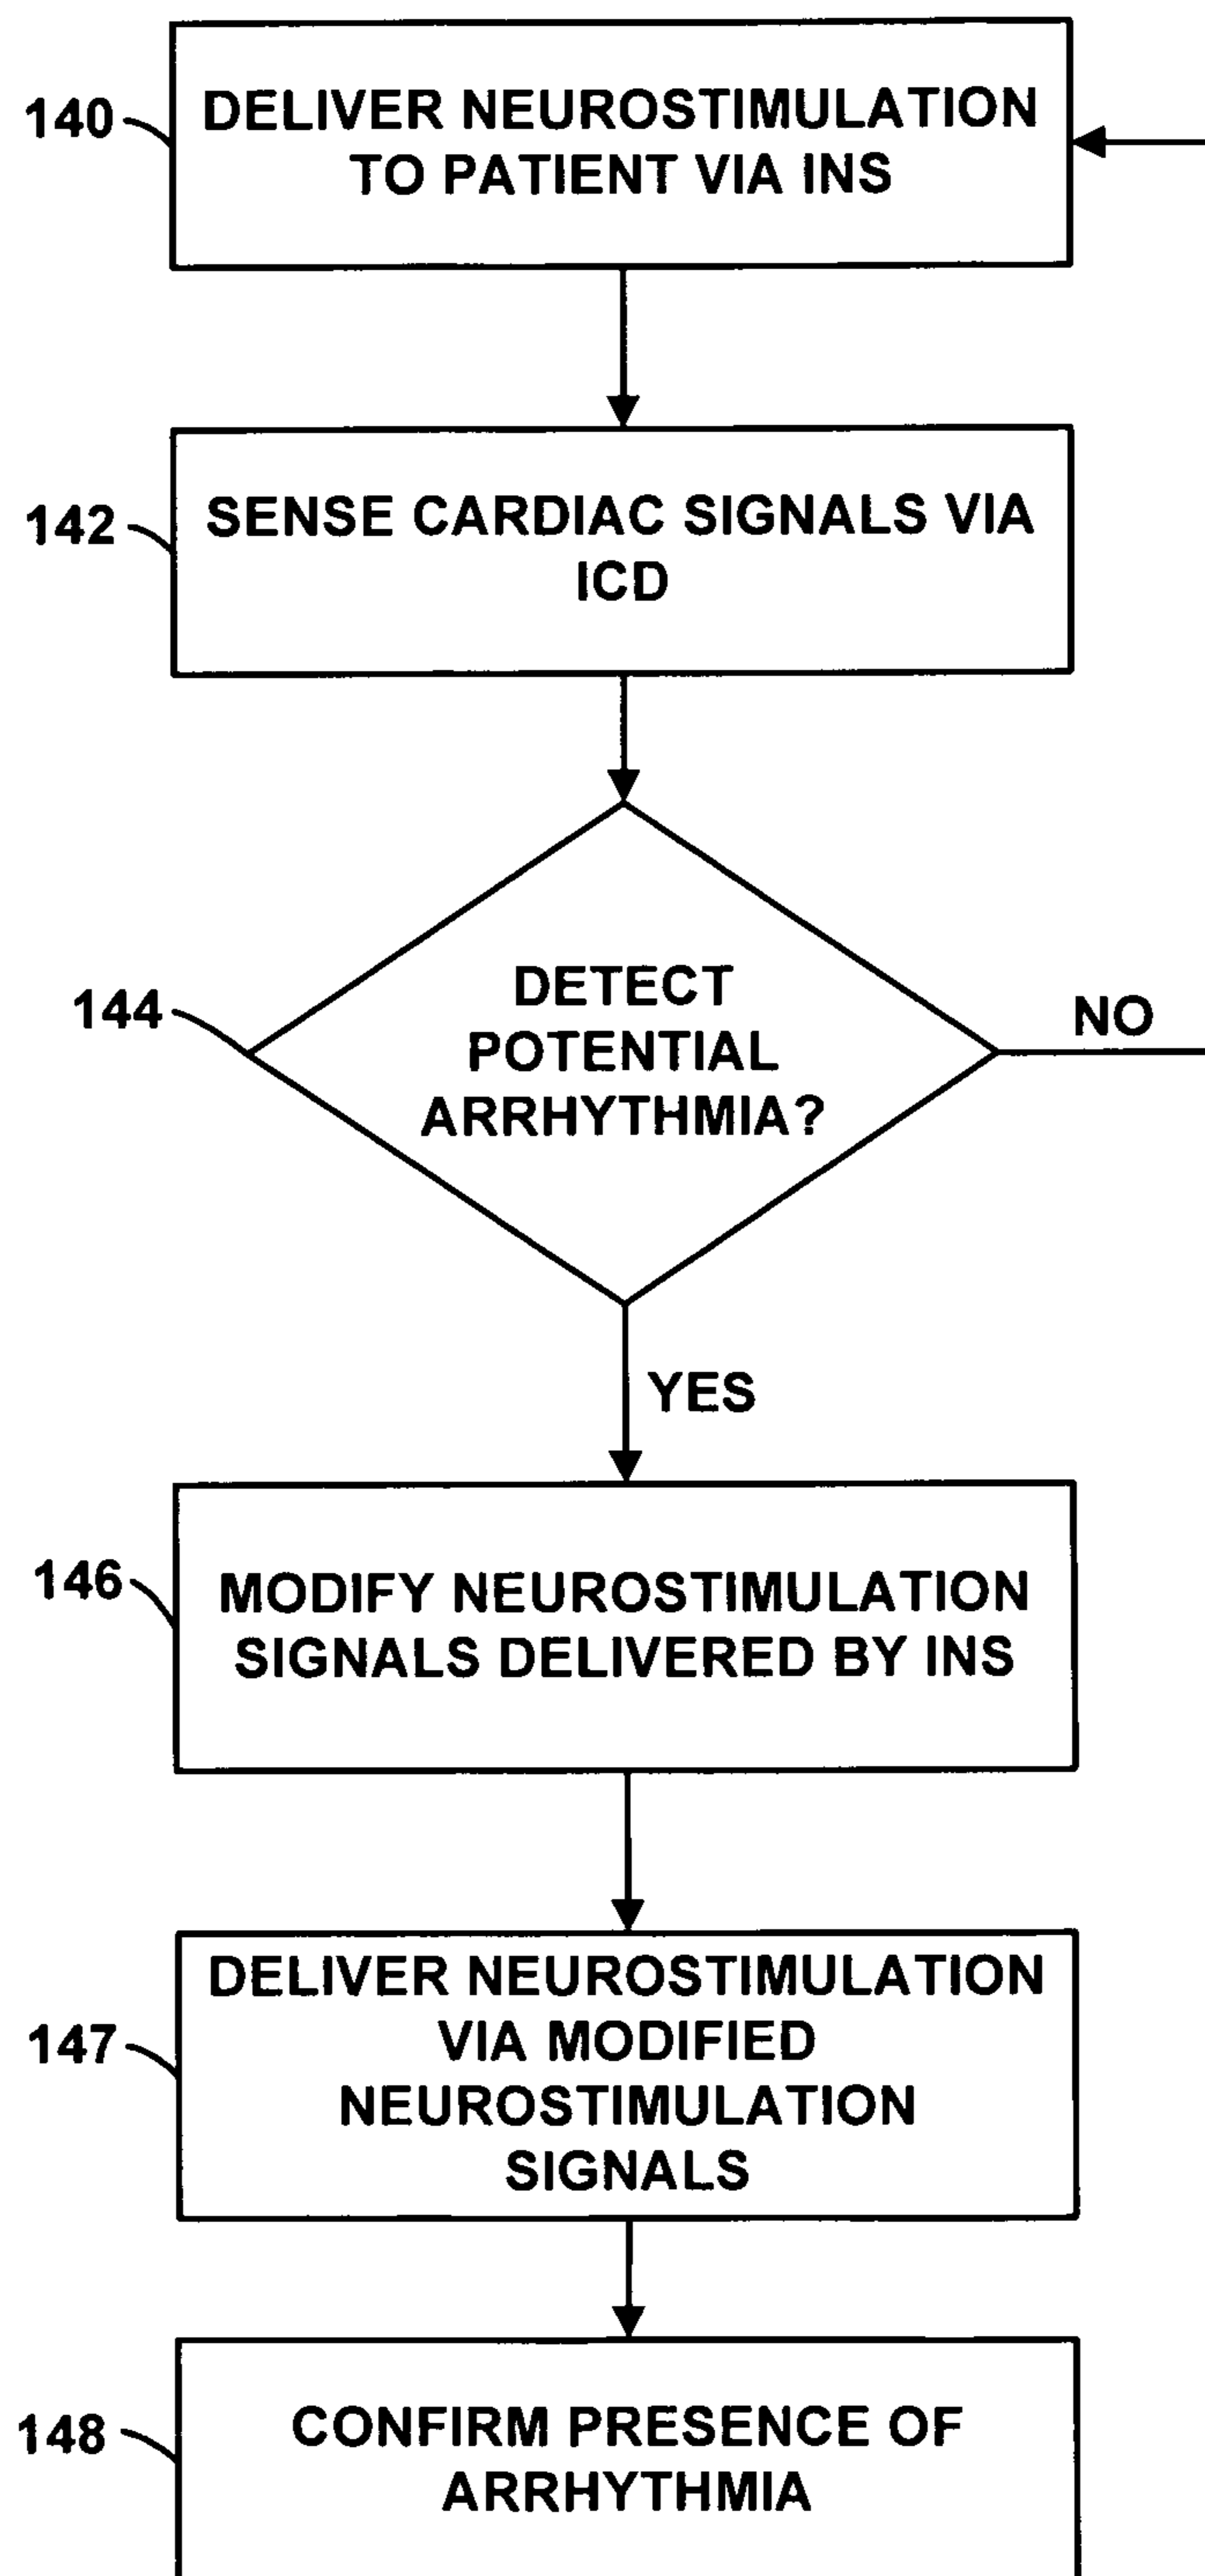 140
DELIVER NEUROSTIMULATION
TO PATIENT VIA INS
142
SENSE CARDIAC SIGNALS VIA
ICD
144
DETECT
POTENTIAL
ARRHYTHMIA?
NO
YES
146
MODIFY NEUROSTIMULATION
SIGNALS DELIVERED BY INS
147
DELIVER NEUROSTIMULATION
VIA MODIFIED
NEUROSTIMULATION
SIGNALS
148
CONFIRM PRESENCE OF
ARRHYTHMIA